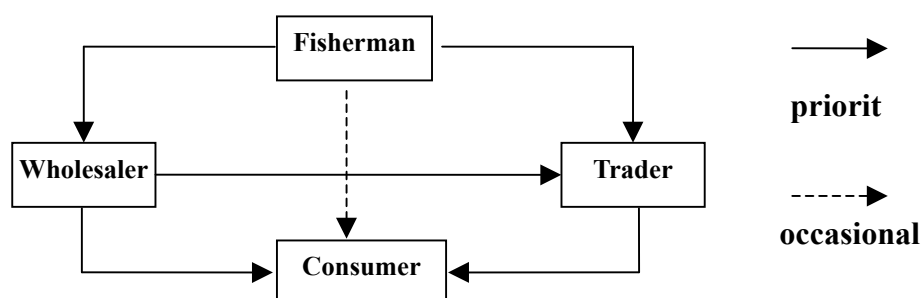 Fisherman
priorit
Wholesaler
Trader
occasional
Consumer